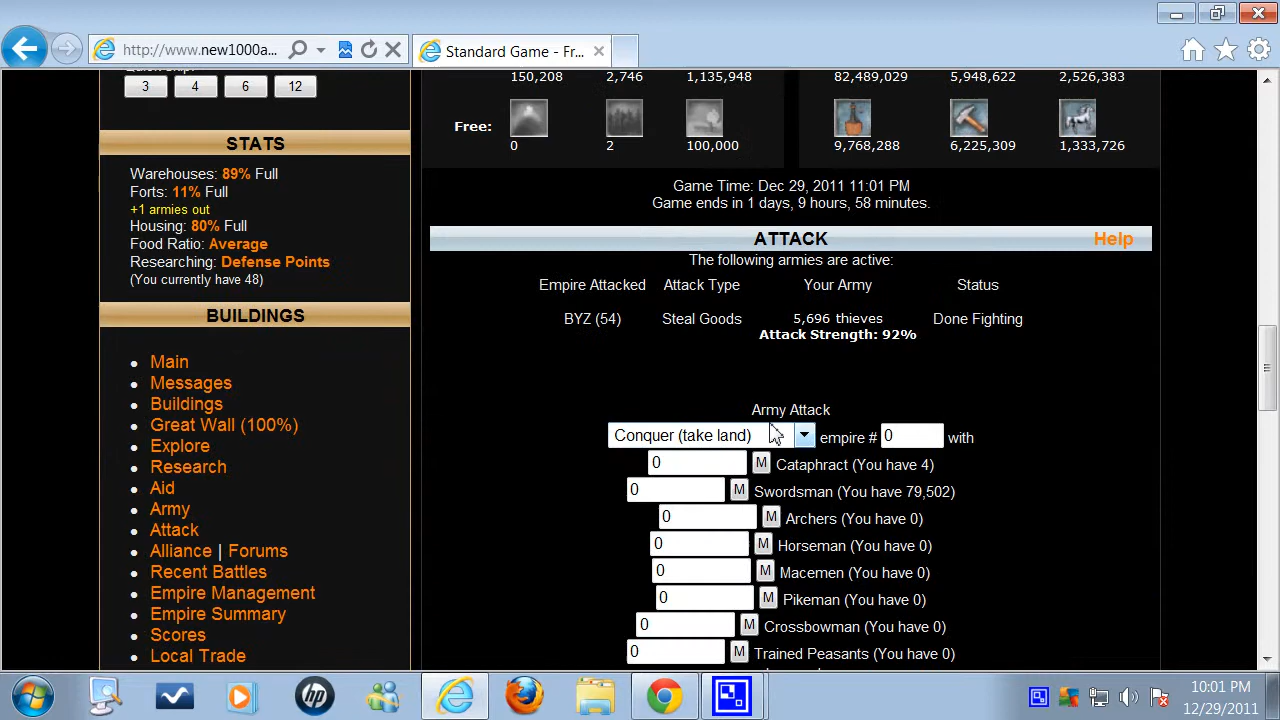 http://www.new1000a...
Standard Game - Fr...
3 4 6 12
STATS
Warehouses: 89% Full
Forts: 11% Full
+1 armies out
Housing: 80% Full
Food Ratio: Average
Researching: Defense Points
(You currently have 48)
BUILDINGS
Main
Messages
Buildings
Great Wall (100%)
Explore
Research
Aid
Army
Attack
Alliance | Forums
Recent Battles
Empire Management
Empire Summary
Scores
Local Trade
150,208 2,746 1,135,948 82,489,029 5,948,622 2,526,383
Free:
0 2 100,000 9,768,288 6,225,309 1,333,726
Game Time: Dec 29, 2011 11:01 PM
Game ends in 1 days, 9 hours, 58 minutes.
ATTACK Help
The following armies are active:
Empire Attacked Attack Type Your Army Status
BYZ (54) Steal Goods 5,696 thieves Done Fighting
Attack Strength: 92%
Army Attack
Conquer (take land) empire # 0 with
0 M Cataphract (You have 4)
0 M Swordsman (You have 79,502)
0 M Archers (You have 0)
0 M Horseman (You have 0)
0 M Macemen (You have 0)
0 M Pikeman (You have 0)
0 M Crossbowman (You have 0)
0 M Trained Peasants (You have 0)
hp
10:01 PM
12/29/2011